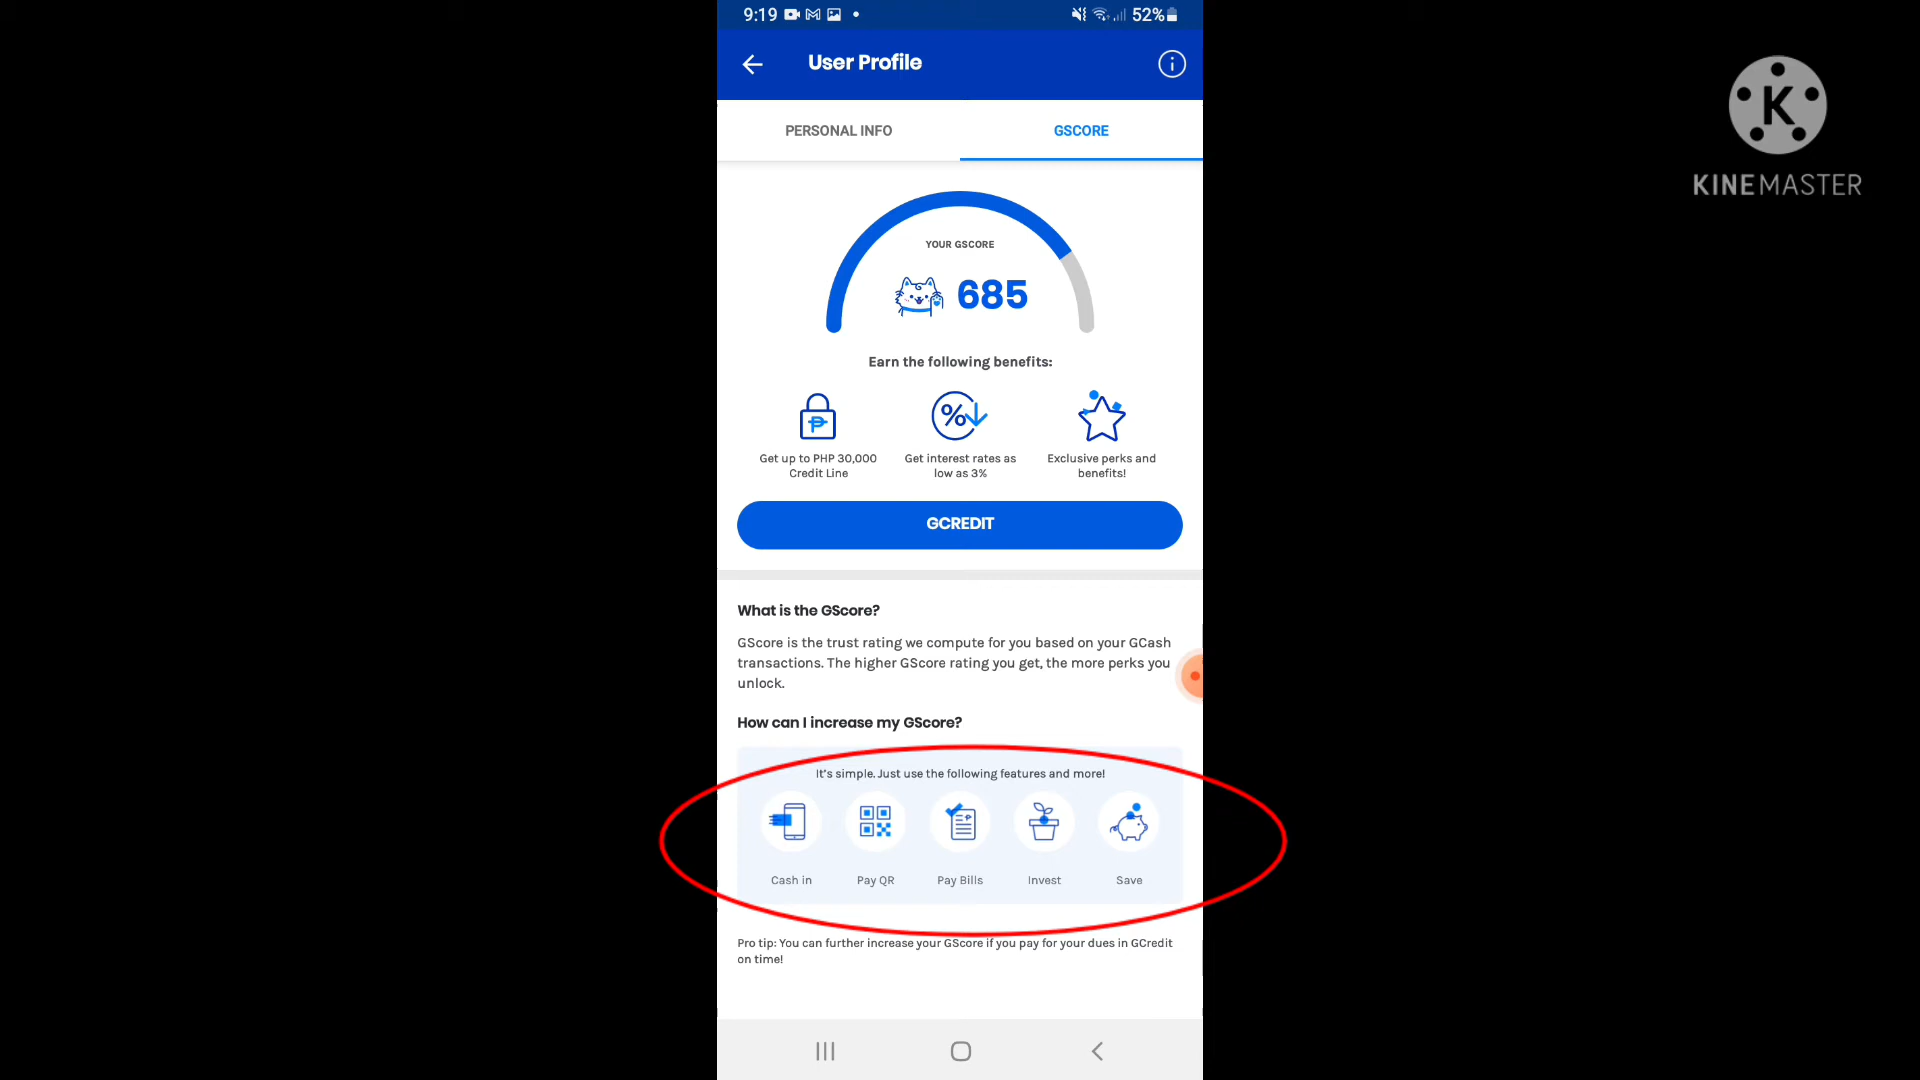 9:19
52%
KINEMASTER
User Profile
PERSONAL INFO
GSCORE
YOUR GSCORE
685
Earn the following benefits:
Get up to PHP 30,000
Credit Line
Get interest rates as
low as 3%
Exclusive perks and
benefits!
GCREDIT
What is the GScore?
GScore is the trust rating we compute for you based on your GCash
transactions. The higher GScore rating you get, the more perks you
unlock.
How can I increase my GScore?
It's simple. Just use the following features and more!
Cash in
Pay QR
Pay Bills
Invest
Save
Pro tip: You can further increase your GScore if you pay for your dues in GCredit
on time!